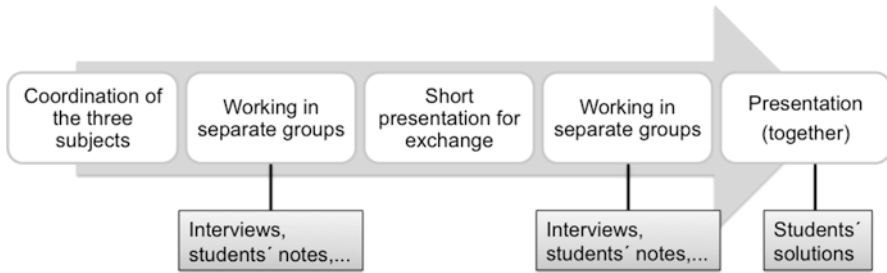 Coordination of
the three
subjects
Working in
separate groups
Short
presentation for
exchange
Working in
separate groups
Presentation
(together)
Interviews,
students´ notes,...
Interviews,
students´ notes,...
Students´
solutions